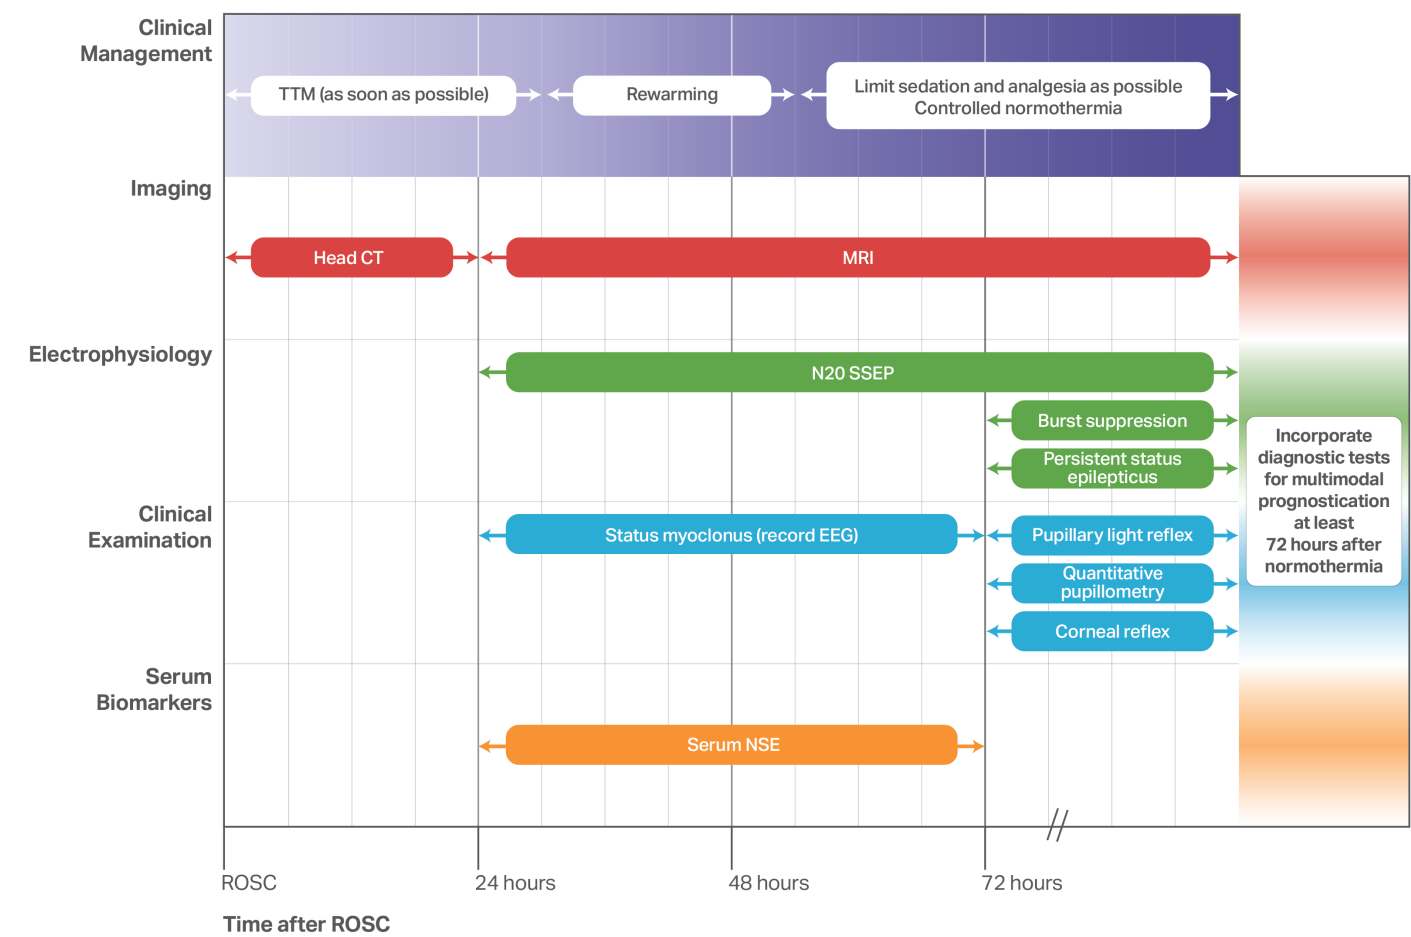 Clinical
Management
TTM (as soon as possible)
Rewarming
Limit sedation and analgesia as possible
Controlled normothermia
Imaging
Head CT
MRI
Electrophysiology
N20 SSEP
Burst suppression
Persistent status
epilepticus
Clinical
Examination
Status myoclonus (record EEG)
Pupillary light reflex
Quantitative
pupillometry
Corneal reflex
Serum
Biomarkers
Serum NSE
Incorporate
diagnostic tests
for multimodal
prognostication
at least
72 hours after
normothermia
ROSC
24 hours
48 hours
72 hours
Time after ROSC